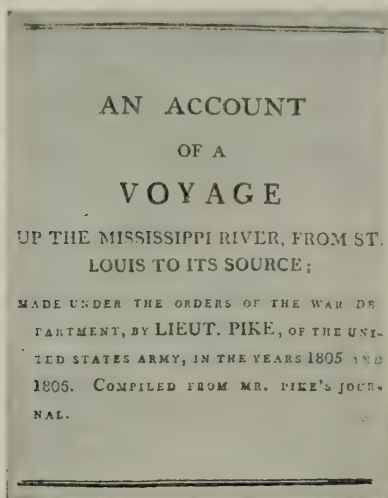 AN ACCOUNT
OF A
VOYAGE
UP THE MISSISSIPPI RIVER, FROM ST.
LOUIS TO ITS SOURCE;
MADE UNDER THE ORDERS OF THE WAR DE
PARTMENT, BY LIEUT. PIKE, OF THE UNI-
TED STATES ARMY, IN THE YEARS 1805 AND
1806. COMPILED FROM MR. PIKE'S JOUR-
NAL.